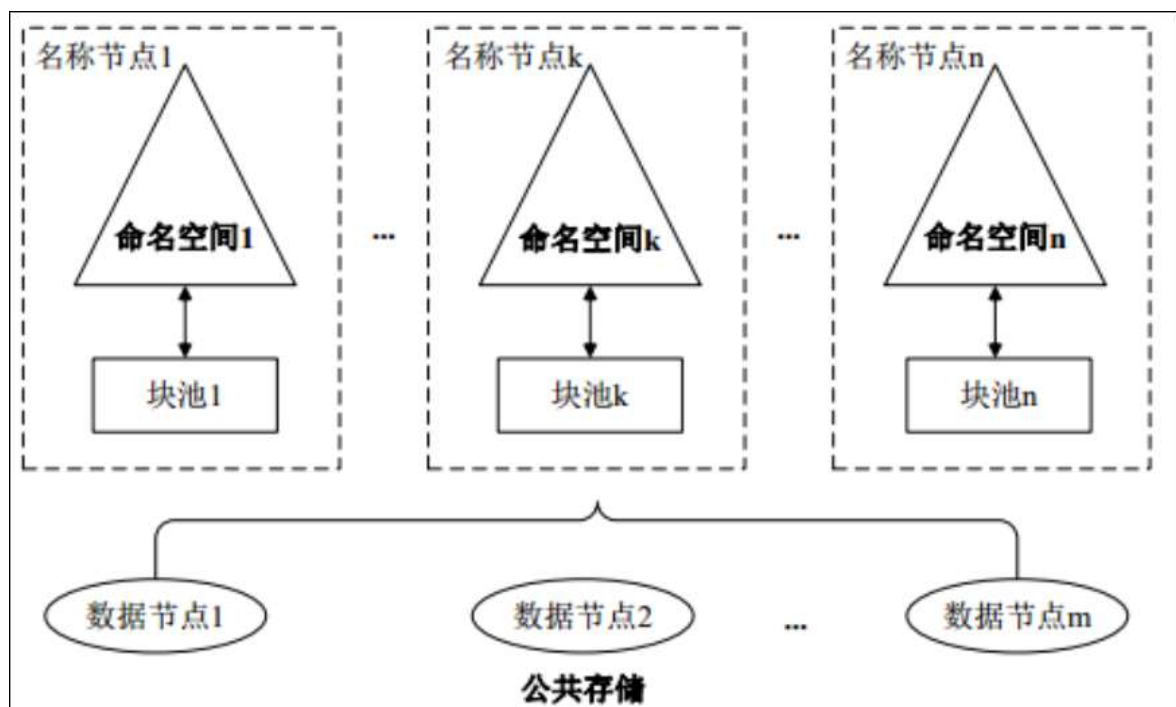 名称节点1
名称节点k
名称节点n
命名空间1
...
命名空间k
...
命名空间n
块池1
块池k
块池n
数据节点1
数据节点2
...
数据节点m
公共存储